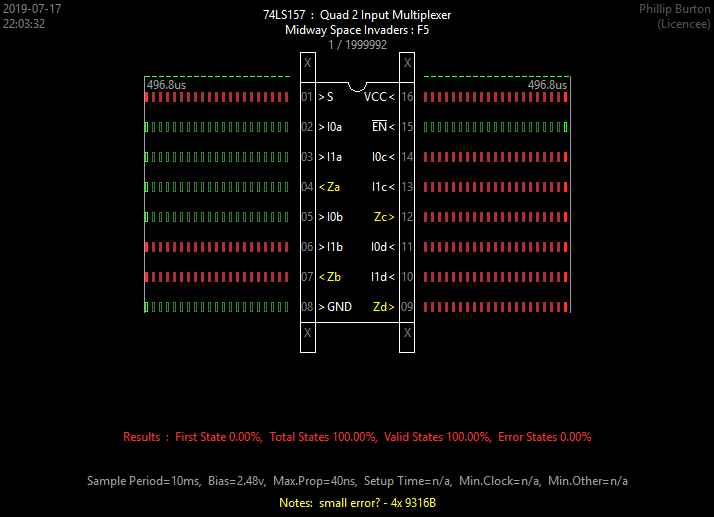 2019-07-17
22:03:32
74LS157 : Quad 2 Input Multiplexer
Midway Space Invaders : F5
1 / 1999992
Phillip Burton
(Licencee)
X X
496.8us 496.8us
01 >S VCC< 16
02 >I0a EN< 15
03 >I1a I0c< 14
04 <Za I1c< 13
05 >I0b Zc> 12
06 >I1b I0d< 11
07 <Zb I1d< 10
08 >GND Zd> 09
X X
Results : First State 0.00%, Total States 100.00%, Valid States 100.00%, Error States 0.00%
Sample Period=10ms, Bias=2.48v, Max.Prop=40ns, Setup Time=n/a, Min.Clock=n/a, Min.Other=n/a
Notes: small error? - 4x 9316B